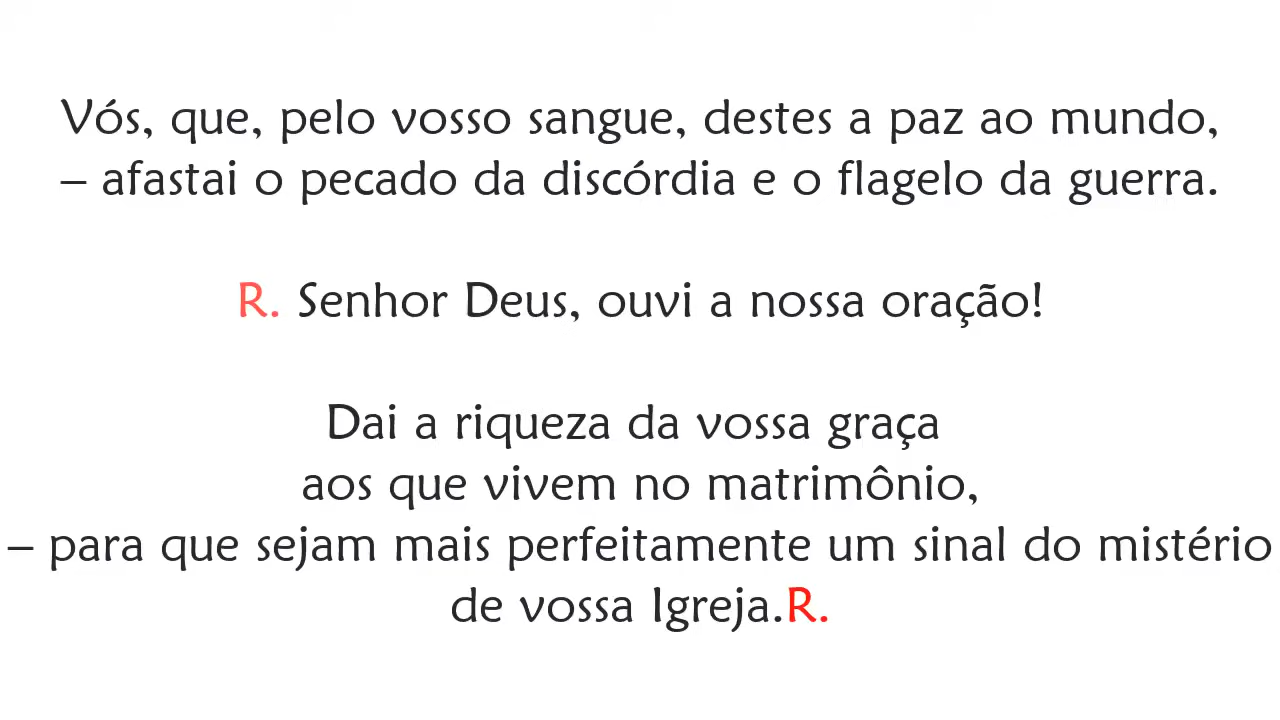 Vós, que, pelo vosso sangue, destes a paz ao mundo,
– afastai o pecado da discórdia e o flagelo da guerra.
R. Senhor Deus, ouvi a nossa oração!
Dai a riqueza da vossa graça
aos que vivem no matrimônio,
– para que sejam mais perfeitamente um sinal do mistério
de vossa Igreja.R.